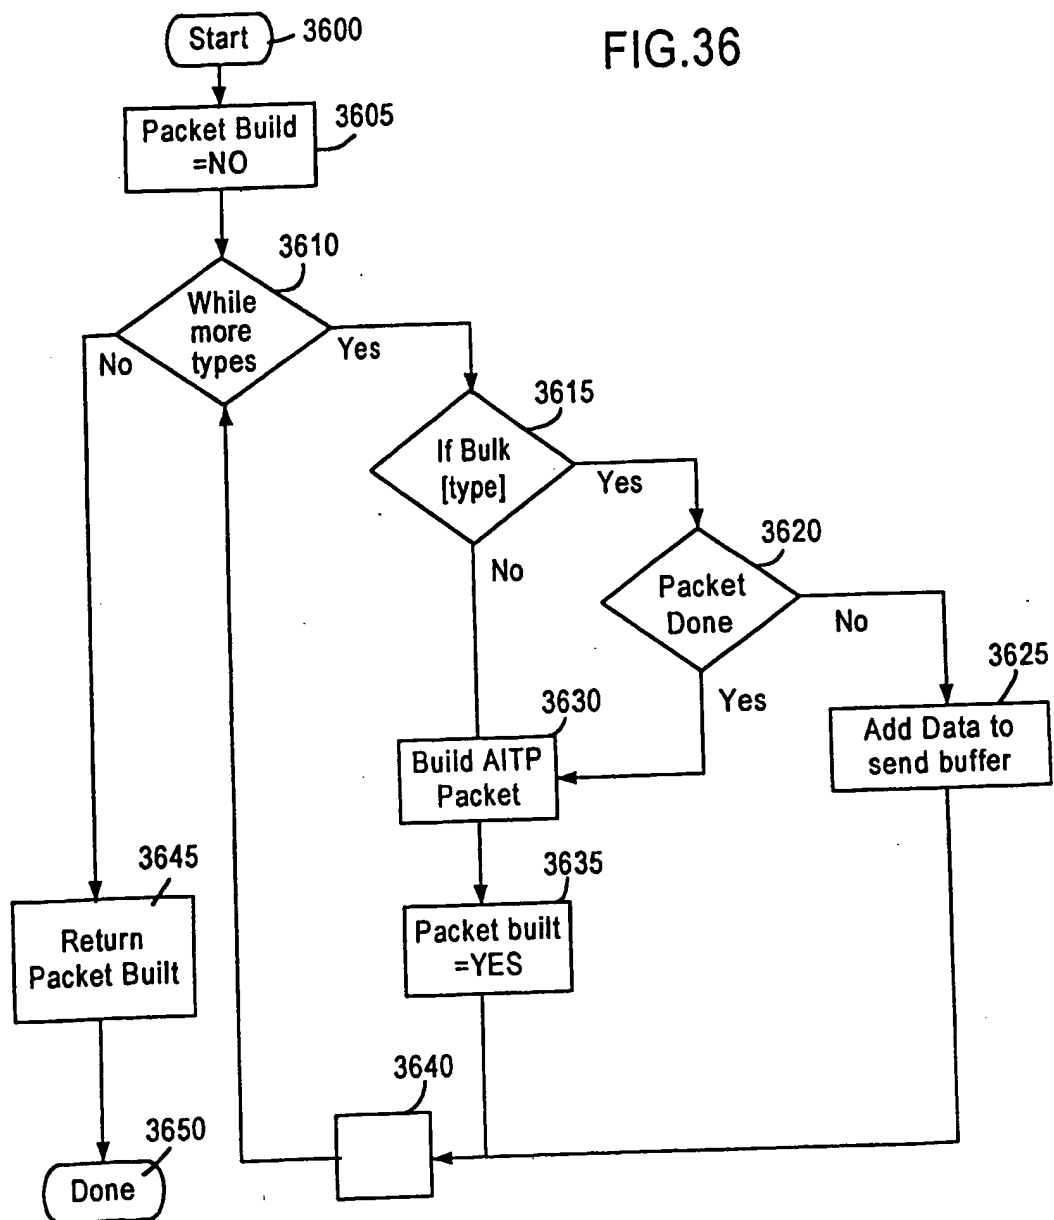 FIG.36
Start
3600
Packet Build
=NO
3605
3610
While
more
types
No
Yes
3615
If Bulk
[type]
Yes
No
3620
Packet
Done
No
Yes
3625
Add Data to
send buffer
3630
Build AITP
Packet
3635
Packet built
=YES
3645
Return
Packet Built
3640
3650
Done